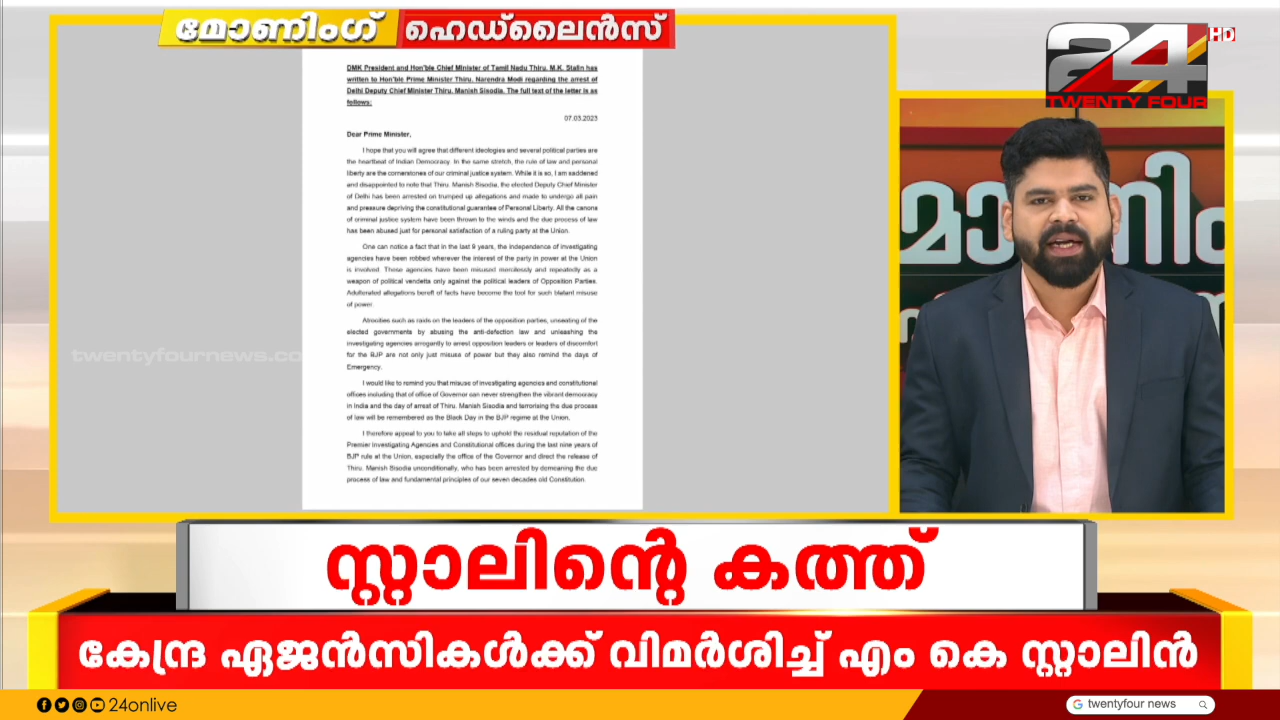 മോണിംഗ് ഹെഡ്‌ലൈൻസ്
24 HD
TWENTY FOUR
DMK President and Hon'ble Chief Minister of Tamil Nadu Thiru. M.K. Stalin has
written to Hon'ble Prime Minister Thiru. Narendra Modi regarding the arrest of
Delhi Deputy Chief Minister Thiru. Manish Sisodia. The full text of the letter is as
follows:
07.03.2023
Dear Prime Minister,
I hope that you will agree that different ideologies and several political parties are
the heartbeat of Indian Democracy. In the same stretch, the rule of law and personal
liberty are the cornerstones of our criminal justice system. While it is so, I am saddened
and disappointed to note that Thiru. Manish Sisodia, the elected Deputy Chief Minister
of Delhi has been arrested on trumped up allegations and made to undergo all pain
and pressure depriving the constitutional guarantee of Personal Liberty. All the canons
of criminal justice system have been thrown to the winds and the due process of law
has been abused just for personal satisfaction of a ruling party at the Union.
One can notice a fact that in the last 9 years, the independence of investigating
agencies have been robbed wherever the interest of the party in power at the Union
is involved. These agencies have been misused mercilessly and repeatedly as a
weapon of political vendetta only against the political leaders of Opposition Parties.
Adulterated allegations bereft of facts have become the tool for such blatant misuse
of power.
Atrocities such as raids on the leaders of the opposition parties, unseating of the
elected governments by abusing the anti-defection law and unleashing the
investigating agencies arrogantly to arrest opposition leaders or leaders of discomfort
for the BJP are not only just misuse of power but they also remind the days of
Emergency.
I would like to remind you that misuse of investigating agencies and constitutional
offices including that of office of Governor can never strengthen the vibrant democracy
in India and the day of arrest of Thiru. Manish Sisodia and terrorising the due process
of law will be remembered as the Black Day in the BJP regime at the Union.
I therefore appeal to you to take all steps to uphold the residual reputation of the
Premier Investigating Agencies and Constitutional offices during the last nine years of
BJP rule at the Union, especially the office of the Governor and direct the release of
Thiru. Manish Sisodia unconditionally, who has been arrested by demeaning the due
process of law and fundamental principles of our seven decades old Constitution.
twentyfournews.co
സ്റ്റാലിന്റെ കത്ത്
കേന്ദ്ര ഏജൻസികൾക്ക് വിമർശിച്ച് എം കെ സ്റ്റാലിൻ
24onlive
twentyfour news